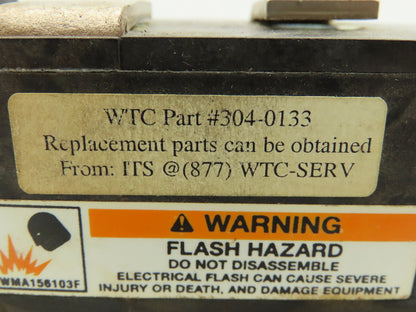 WTC Part #304-0133
Replacement parts can be obtained
From: ITS @(877) WTC-SERV
WARNING
FLASH HAZARD
DO NOT DISASSEMBLE
ELECTRICAL FLASH CAN CAUSE SEVERE
INJURY OR DEATH, AND DAMAGE EQUIPMENT
WMA156103F